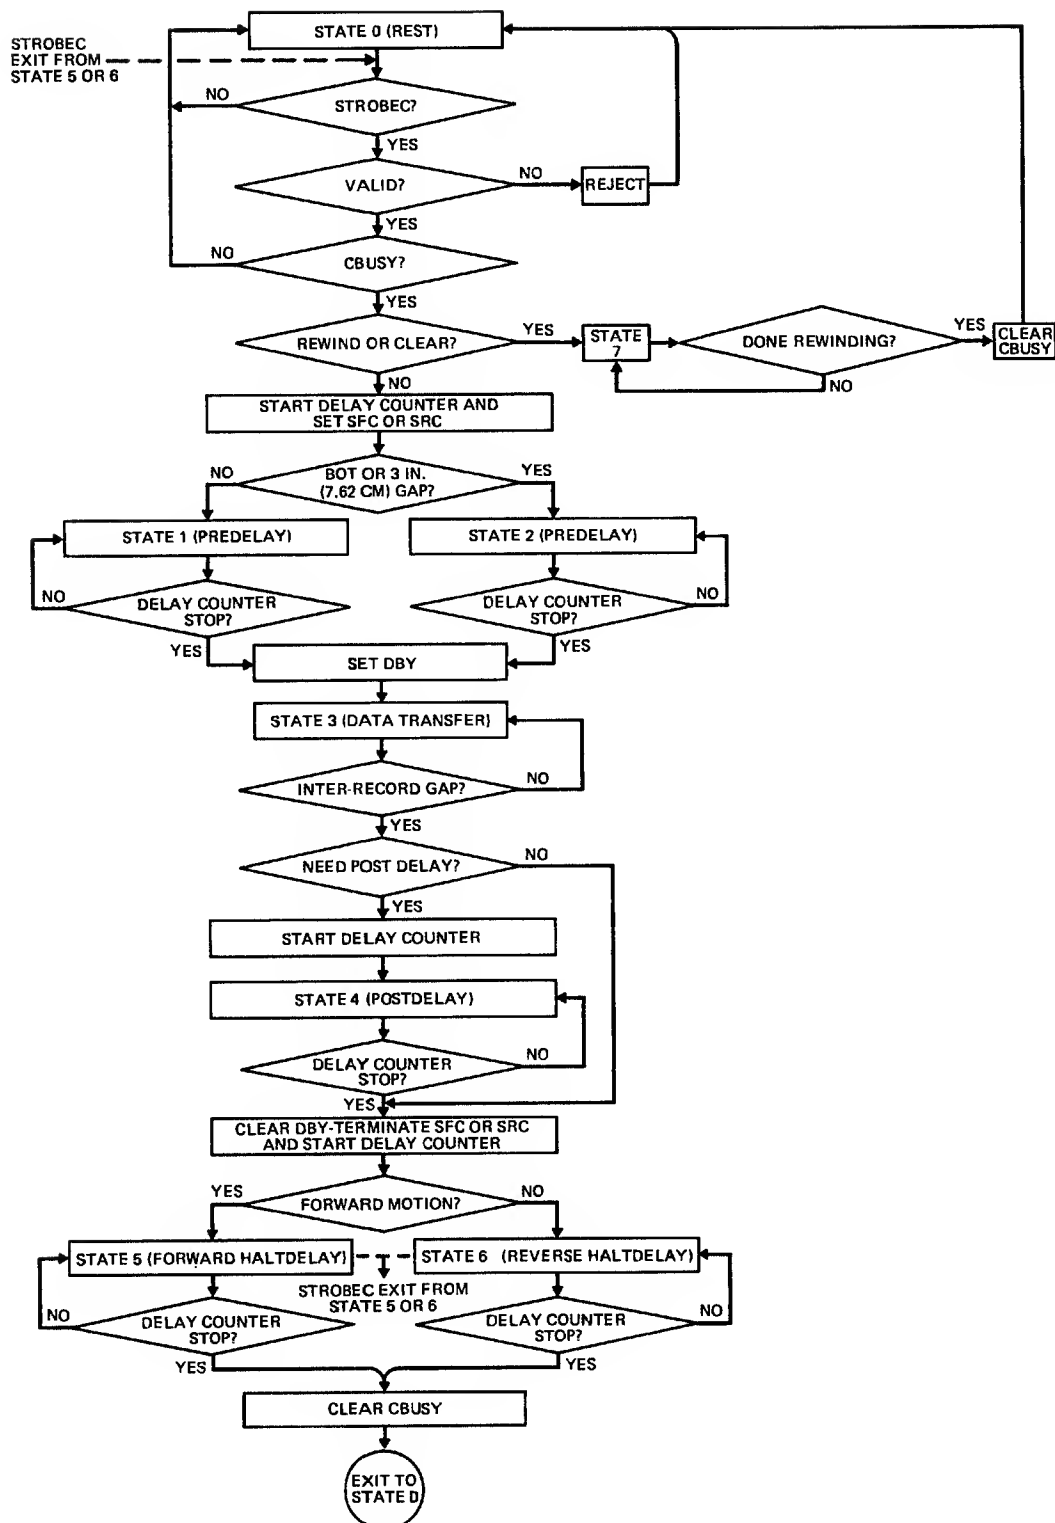 STATE 0 (REST)
STROBEC
EXIT FROM
STATE 5 OR 6
NO
STROBEC?
YES
VALID?
NO
REJECT
YES
NO
CBUSY?
YES
REWIND OR CLEAR?
YES
STATE
7
DONE REWINDING?
YES
CLEAR
CBUSY
NO
NO
START DELAY COUNTER AND
SET SFC OR SRC
NO
BOT OR 3 IN.
(7.62 CM) GAP?
YES
STATE 1 (PREDELAY)
STATE 2 (PREDELAY)
NO
DELAY COUNTER
STOP?
DELAY COUNTER
STOP?
NO
YES
YES
SET DBY
STATE 3 (DATA TRANSFER)
INTER-RECORD GAP?
NO
YES
NEED POST DELAY?
NO
YES
START DELAY COUNTER
STATE 4 (POSTDELAY)
DELAY COUNTER
STOP?
NO
YES
CLEAR DBY-TERMINATE SFC OR SRC
AND START DELAY COUNTER
YES
FORWARD MOTION?
NO
STATE 5 (FORWARD HALTDELAY)
STATE 6 (REVERSE HALTDELAY)
STROBEC EXIT FROM
STATE 5 OR 6
NO
DELAY COUNTER
STOP?
DELAY COUNTER
STOP?
NO
YES
YES
CLEAR CBUSY
EXIT TO
STATE D